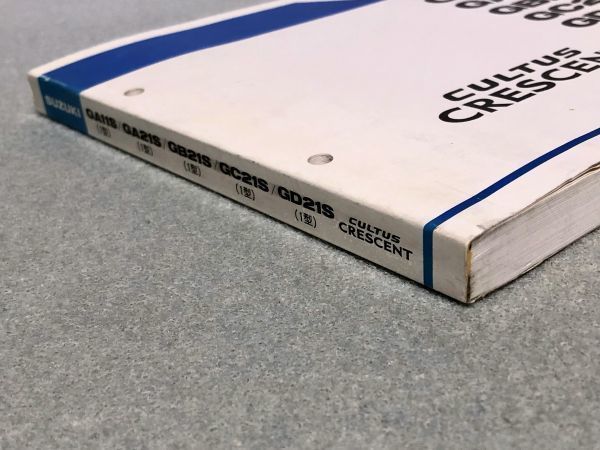 CULTUS
CRESCENT
SUZUKI
GA11S/GA21S/GB21S/GC21S/GD21S
(1型) (1型) (1型) (1型) (1型)
CULTUS
CRESCENT